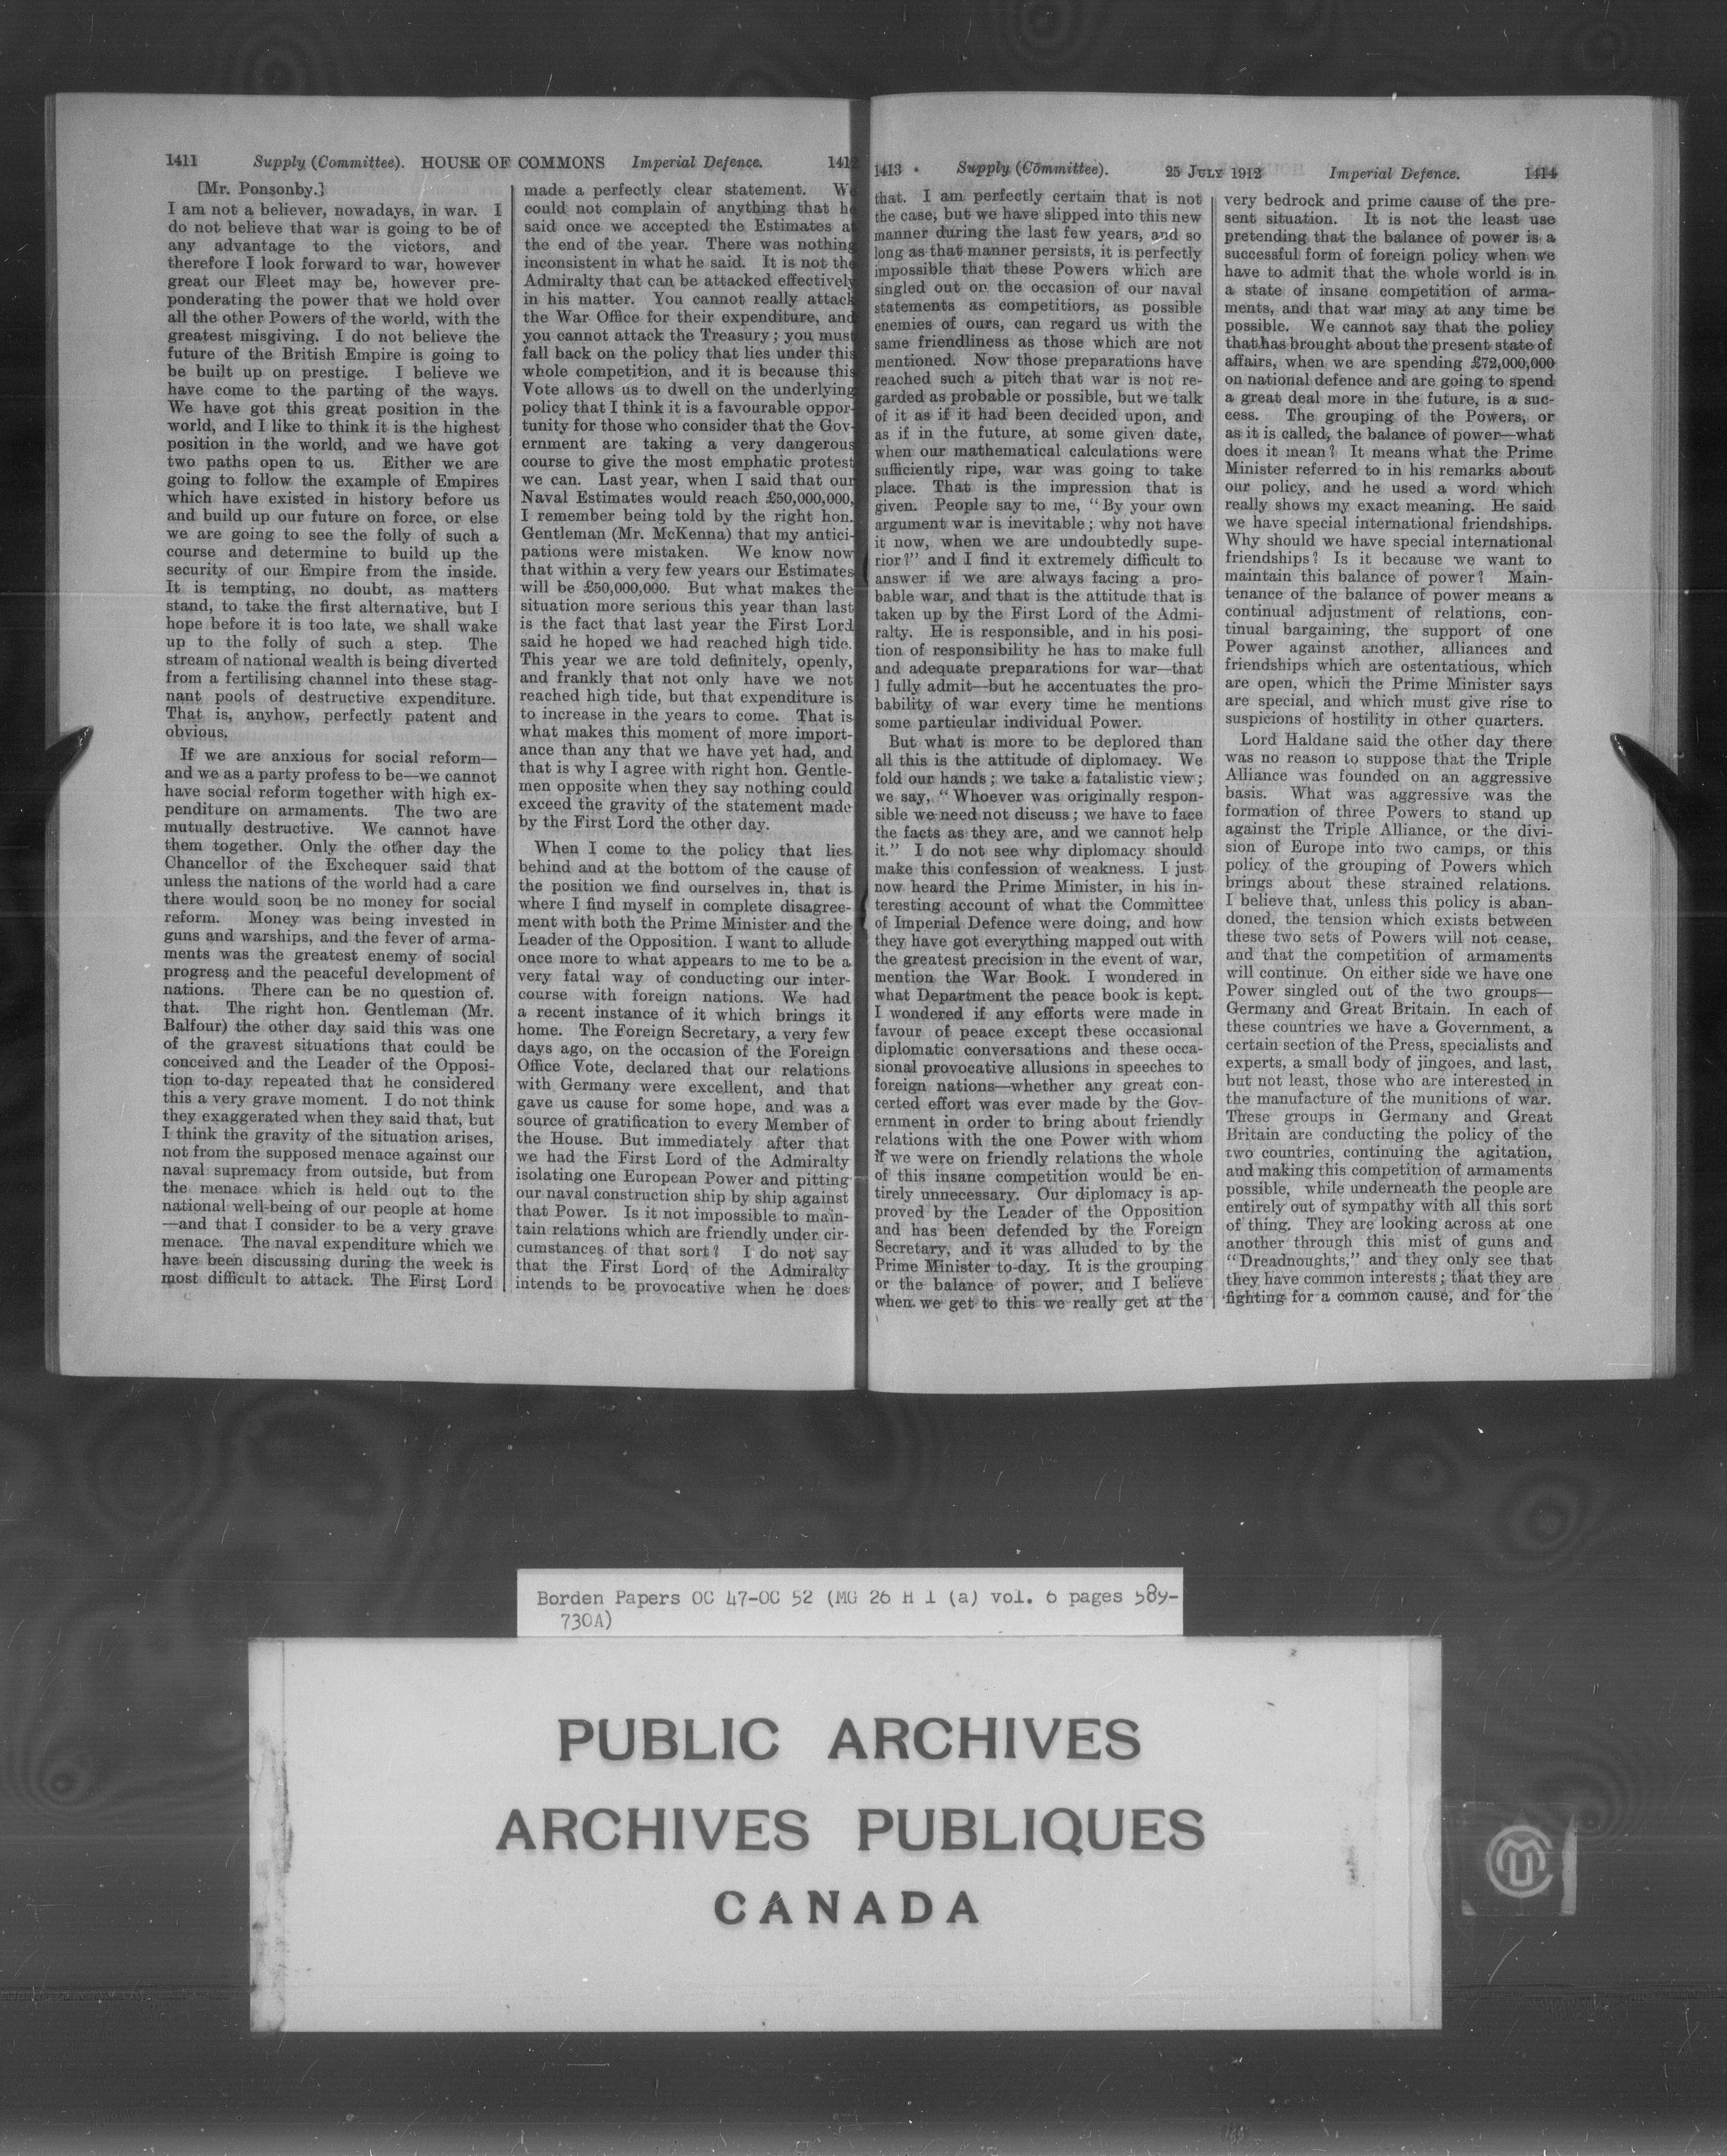 1411 Supply (Committee). HOUSE OF COMMONS Imperial Defence. 1412
[Mr. Ponsonby.]
I am not a believer, nowadays, in war. I
do not believe that war is going to be of
any advantage to the victors, and
therefore I look forward to war, however
great our Fleet may be, however pre-
ponderating the power that we hold over
all the other Powers of the world, with the
greatest misgiving. I do not believe the
future of the British Empire is going to
be built up on prestige. I believe we
have come to the parting of the ways.
We have got this great position in the
world, and I like to think it is the highest
position in the world, and we have got
two paths open to us. Either we are
going to follow the example of Empires
which have existed in history before us
and build up our future on force, or else
we are going to see the folly of such a
course and determine to build up the
security of our Empire from the inside.
It is tempting, no doubt, as matters
stand, to take the first alternative, but I
hope before it is too late, we shall wake
up to the folly of such a step. The
stream of national wealth is being diverted
from a fertilising channel into these stag-
nant pools of destructive expenditure.
That is, anyhow, perfectly patent and
obvious.
If we are anxious for social reform—
and we as a party profess to be—we cannot
have social reform together with high ex-
penditure on armaments. The two are
mutually destructive. We cannot have
them together. Only the other day the
Chancellor of the Exchequer said that
unless the nations of the world had a care
there would soon be no money for social
reform. Money was being invested in
guns and warships, and the fever of arma-
ments was the greatest enemy of social
progress and the peaceful development of
nations. There can be no question of.
that. The right hon. Gentleman (Mr.
Balfour) the other day said this was one
of the gravest situations that could be
conceived and the Leader of the Opposi-
tion to-day repeated that he considered
this a very grave moment. I do not think
they exaggerated when they said that, but
I think the gravity of the situation arises,
not from the supposed menace against our
naval supremacy from outside, but from
the menace which is held out to the
national well-being of our people at home
—and that I consider to be a very grave
menace. The naval expenditure which we
have been discussing during the week is
most difficult to attack. The First Lord
made a perfectly clear statement. We
could not complain of anything that he
said once we accepted the Estimates at
the end of the year. There was nothing
inconsistent in what he said. It is not the
Admiralty that can be attacked effectively
in his matter. You cannot really attack
the War Office for their expenditure, and
you cannot attack the Treasury; you must
fall back on the policy that lies under this
whole competition, and it is because this
Vote allows us to dwell on the underlying
policy that I think it is a favourable oppor-
tunity for those who consider that the Gov-
ernment are taking a very dangerous
course to give the most emphatic protest
we can. Last year, when I said that our
Naval Estimates would reach £50,000,000,
I remember being told by the right hon.
Gentleman (Mr. McKenna) that my antici-
pations were mistaken. We know now
that within a very few years our Estimates
will be £50,000,000. But what makes the
situation more serious this year than last
is the fact that last year the First Lord
said he hoped we had reached high tide.
This year we are told definitely, openly,
and frankly that not only have we not
reached high tide, but that expenditure is
to increase in the years to come. That is
what makes this moment of more import-
ance than any that we have yet had, and
that is why I agree with right hon. Gentle-
men opposite when they say nothing could
exceed the gravity of the statement made
by the First Lord the other day.
When I come to the policy that lies
behind and at the bottom of the cause of
the position we find ourselves in, that is
where I find myself in complete disagree-
ment with both the Prime Minister and the
Leader of the Opposition. I want to allude
once more to what appears to me to be a
very fatal way of conducting our inter-
course with foreign nations. We had
a recent instance of it which brings it
home. The Foreign Secretary, a very few
days ago, on the occasion of the Foreign
Office Vote, declared that our relations
with Germany were excellent, and that
gave us cause for some hope, and was a
source of gratification to every Member of
the House. But immediately after that
we had the First Lord of the Admiralty
isolating one European Power and pitting
our naval construction ship by ship against
that Power. Is it not impossible to main-
tain relations which are friendly under cir-
cumstances of that sort? I do not say
that the First Lord of the Admiralty
intends to be provocative when he does
1413 Supply (Committee). 25 JULY 1912 Imperial Defence. 1414
that. I am perfectly certain that is not
the case, but we have slipped into this new
manner during the last few years, and so
long as that manner persists, it is perfectly
impossible that these Powers which are
singled out on the occasion of our naval
statements as competitiors, as possible
enemies of ours, can regard us with the
same friendliness as those which are not
mentioned. Now those preparations have
reached such a pitch that war is not re-
garded as probable or possible, but we talk
of it as if it had been decided upon, and
as if in the future, at some given date,
when our mathematical calculations were
sufficiently ripe, war was going to take
place. That is the impression that is
given. People say to me, "By your own
argument war is inevitable; why not have
it now, when we are undoubtedly supe-
rior?" and I find it extremely difficult to
answer if we are always facing a pro-
bable war, and that is the attitude that is
taken up by the First Lord of the Admi-
ralty. He is responsible, and in his posi-
tion of responsibility he has to make full
and adequate preparations for war—that
I fully admit—but he accentuates the pro-
bability of war every time he mentions
some particular individual Power.
But what is more to be deplored than
all this is the attitude of diplomacy. We
fold our hands; we take a fatalistic view;
we say, "Whoever was originally respon-
sible we need not discuss; we have to face
the facts as they are, and we cannot help
it." I do not see why diplomacy should
make this confession of weakness. I just
now heard the Prime Minister, in his in-
teresting account of what the Committee
of Imperial Defence were doing, and how
they have got everything mapped out with
the greatest precision in the event of war,
mention the War Book. I wondered in
what Department the peace book is kept.
I wondered if any efforts were made in
favour of peace except these occasional
diplomatic conversations and these occa-
sional provocative allusions in speeches to
foreign nations—whether any great con-
certed effort was ever made by the Gov-
ernment in order to bring about friendly
relations with the one Power with whom
if we were on friendly relations the whole
of this insane competition would be en-
tirely unnecessary. Our diplomacy is ap-
proved by the Leader of the Opposition
and has been defended by the Foreign
Secretary, and it was alluded to by the
Prime Minister to-day. It is the grouping
or the balance of power, and I believe
when we get to this we really get at the
very bedrock and prime cause of the pre-
sent situation. It is not the least use
pretending that the balance of power is a
successful form of foreign policy when we
have to admit that the whole world is in
a state of insane competition of arma-
ments, and that war may at any time be
possible. We cannot say that the policy
that has brought about the present state of
affairs, when we are spending £72,000,000
on national defence and are going to spend
a great deal more in the future, is a suc-
cess. The grouping of the Powers, or
as it is called, the balance of power—what
does it mean? It means what the Prime
Minister referred to in his remarks about
our policy, and he used a word which
really shows my exact meaning. He said
we have special international friendships.
Why should we have special international
friendships? Is it because we want to
maintain this balance of power? Main-
tenance of the balance of power means a
continual adjustment of relations, con-
tinual bargaining, the support of one
Power against another, alliances and
friendships which are ostentatious, which
are open, which the Prime Minister says
are special, and which must give rise to
suspicions of hostility in other quarters.
Lord Haldane said the other day there
was no reason to suppose that the Triple
Alliance was founded on an aggressive
basis. What was aggressive was the
formation of three Powers to stand up
against the Triple Alliance, or the divi-
sion of Europe into two camps, or this
policy of the grouping of Powers which
brings about these strained relations.
I believe that, unless this policy is aban-
doned, the tension which exists between
these two sets of Powers will not cease,
and that the competition of armaments
will continue. On either side we have one
Power singled out of the two groups—
Germany and Great Britain. In each of
these countries we have a Government, a
certain section of the Press, specialists and
experts, a small body of jingoes, and last,
but not least, those who are interested in
the manufacture of the munitions of war.
These groups in Germany and Great
Britain are conducting the policy of the
two countries, continuing the agitation,
and making this competition of armaments
possible, while underneath the people are
entirely out of sympathy with all this sort
of thing. They are looking across at one
another through this mist of guns and
"Dreadnoughts," and they only see that
they have common interests; that they are
fighting for a common cause, and for the
Borden Papers OC 47-OC 52 (MG 26 H 1 (a) vol. 6 pages 589-
730A)
PUBLIC ARCHIVES
ARCHIVES PUBLIQUES
CANADA